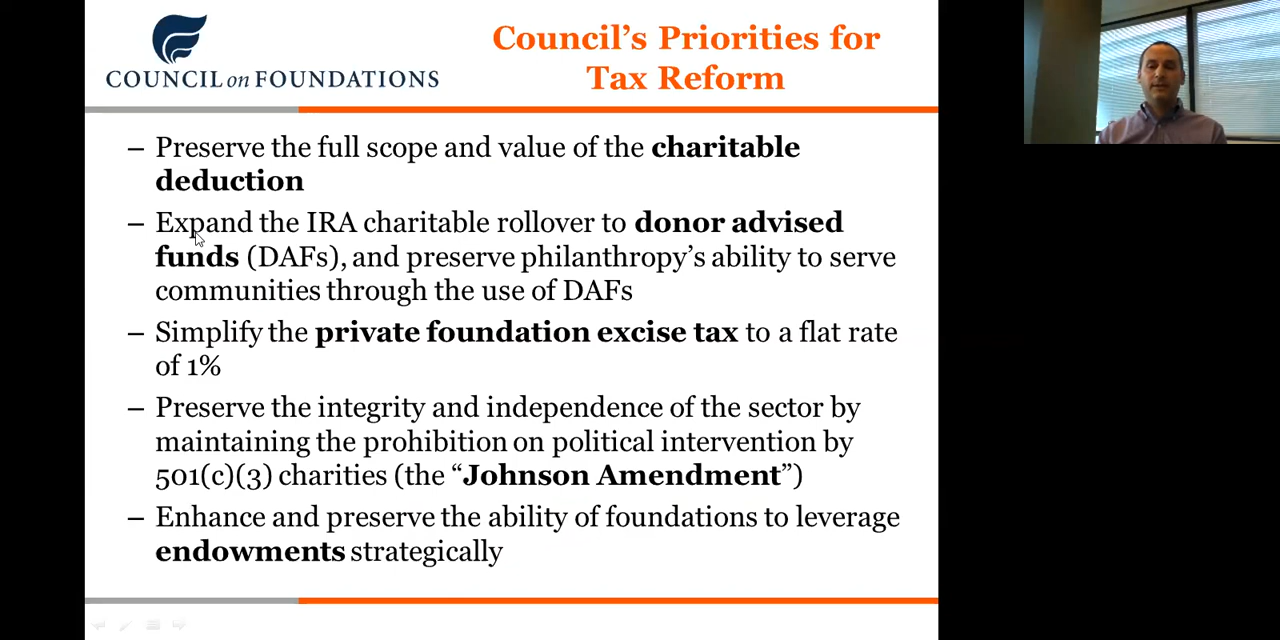 COUNCIL on FOUNDATIONS
Council’s Priorities for
Tax Reform
– Preserve the full scope and value of the charitable
deduction
– Expand the IRA charitable rollover to donor advised
funds (DAFs), and preserve philanthropy’s ability to serve
communities through the use of DAFs
– Simplify the private foundation excise tax to a flat rate
of 1%
– Preserve the integrity and independence of the sector by
maintaining the prohibition on political intervention by
501(c)(3) charities (the “Johnson Amendment”)
– Enhance and preserve the ability of foundations to leverage
endowments strategically